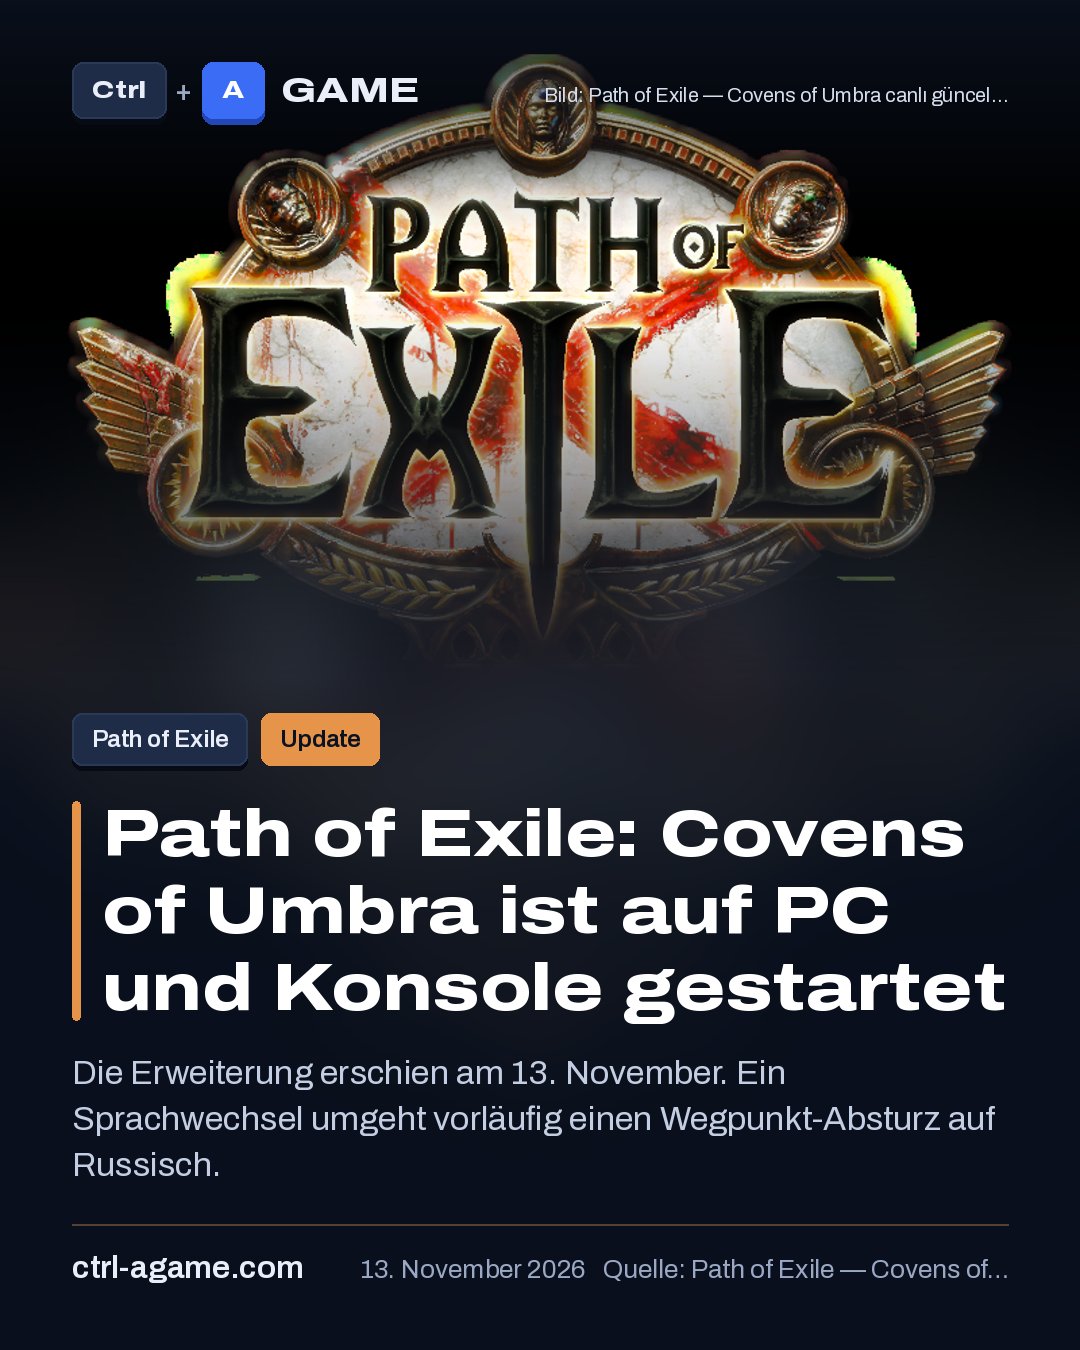 Ctrl + A GAME
Bild: Path of Exile — Covens of Umbra canlı güncel...
PATH OF
EXILE
Path of Exile
Update
Path of Exile: Covens
of Umbra ist auf PC
und Konsole gestartet
Die Erweiterung erschien am 13. November. Ein
Sprachwechsel umgeht vorläufig einen Wegpunkt-Absturz auf
Russisch.
ctrl-agame.com
13. November 2026 Quelle: Path of Exile — Covens of...